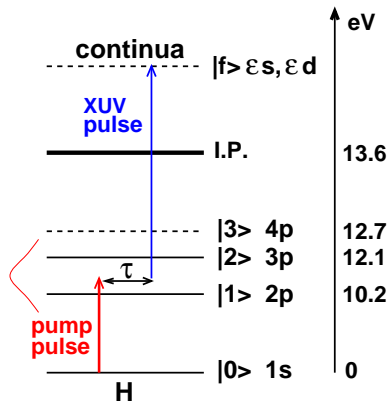 eV
continua
|f> εs, εd
XUV
pulse
I.P.
13.6
|3> 4p
12.7
|2> 3p
12.1
τ
|1> 2p
10.2
pump
pulse
|0> 1s
0
H